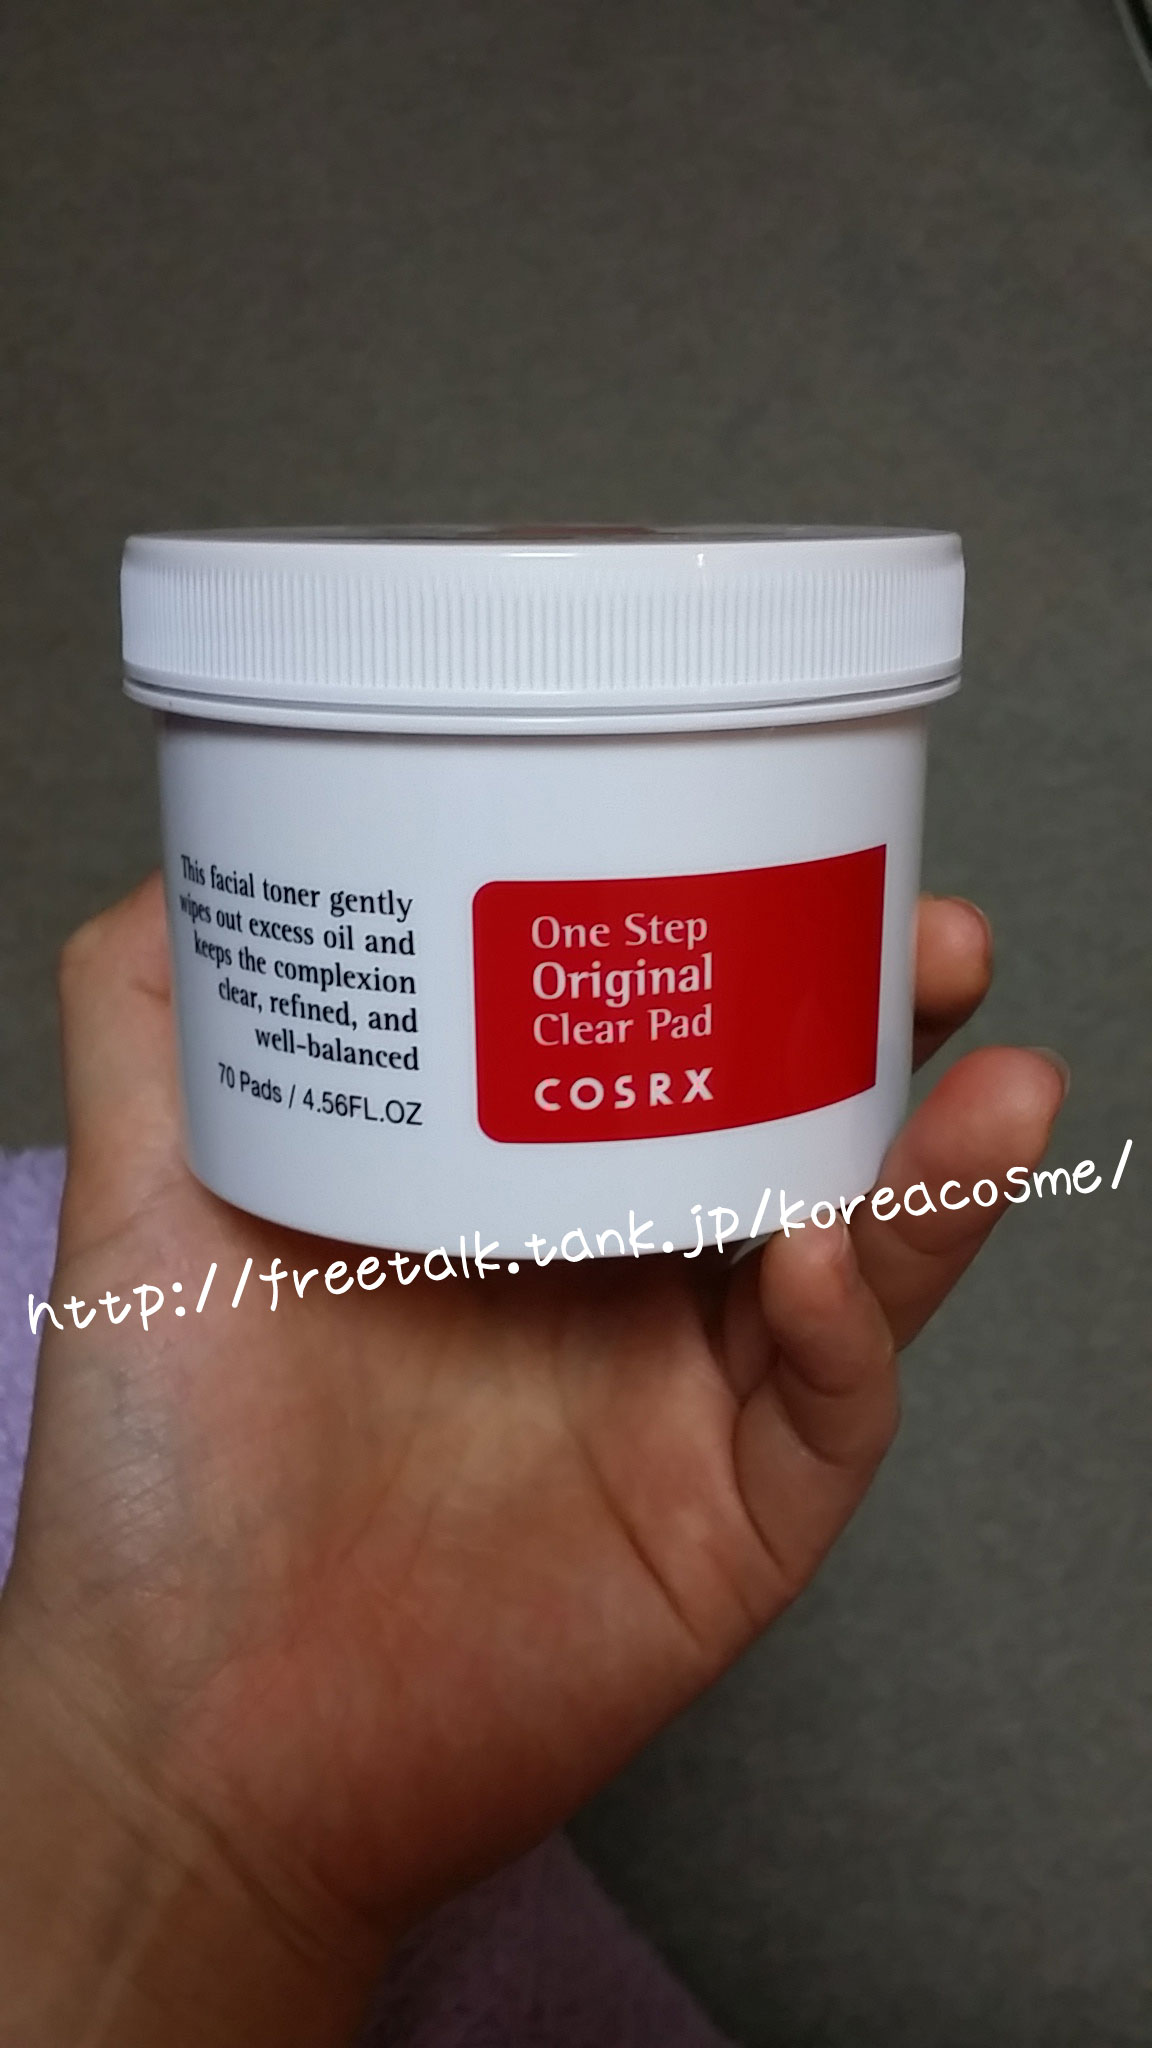 This facial toner gently
wipes out excess oil and
keeps the complexion
clear, refined, and
well-balanced
70 Pads / 4.56FL.OZ
One Step
Original
Clear Pad
COSRX
http://freetalk.tank.jp/koreacosme/